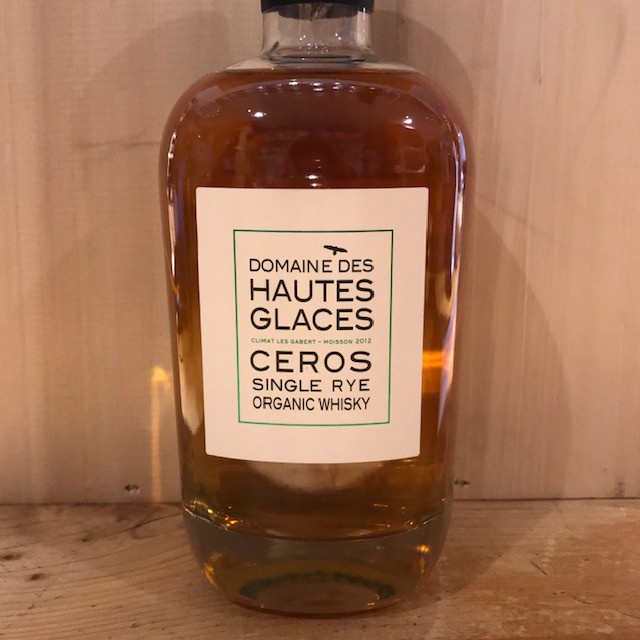 DOMAINE DES
HAUTES
GLACES
CLIMAT LES GABERT – MOISSON 2012
CEROS
SINGLE RYE
ORGANIC WHISKY